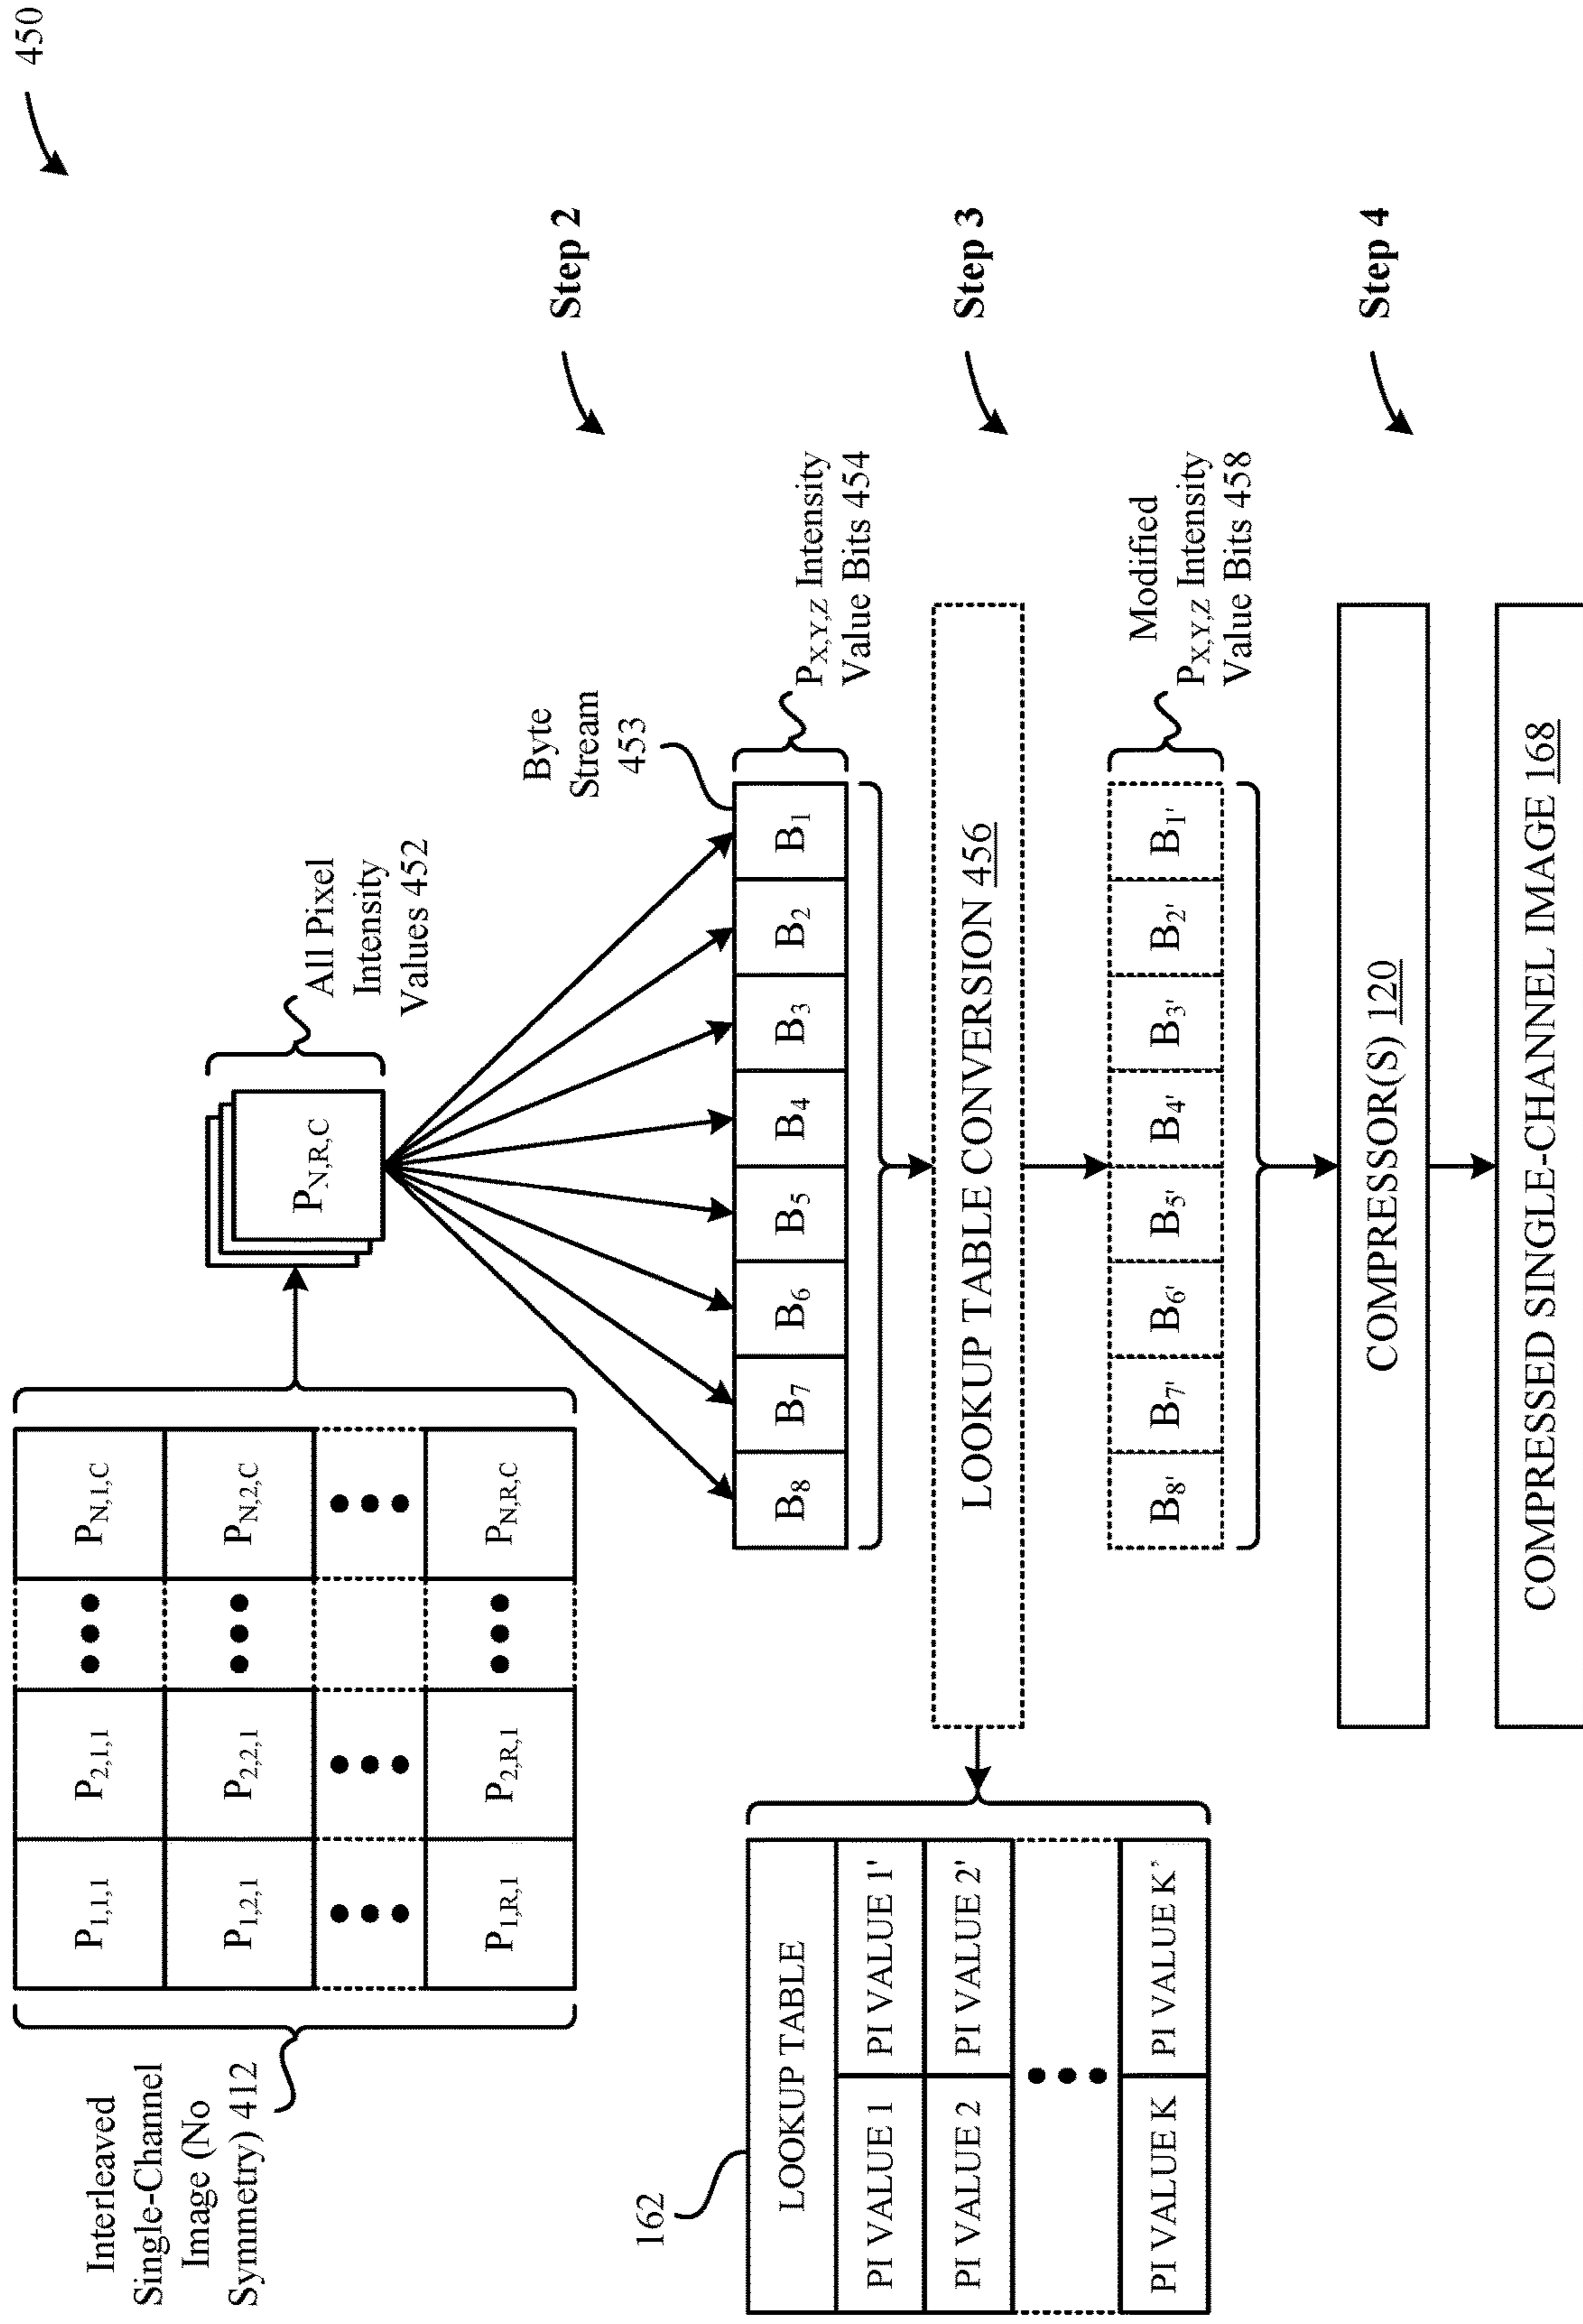 450
Interleaved
Single-Channel
Image (No
Symmetry) 412
P1,1,1
P2,1,1
PN,1,C
P1,2,1
P2,2,1
PN,2,C
P1,R,1
P2,R,1
PN,R,C
PN,R,C
All Pixel
Intensity
Values 452
Step 2
Byte
Stream
453
B8
B7
B6
B5
B4
B3
B2
B1
PX,Y,Z Intensity
Value Bits 454
Step 3
LOOKUP TABLE CONVERSION 456
162
LOOKUP TABLE
PI VALUE 1
PI VALUE 1'
PI VALUE 2
PI VALUE 2'
PI VALUE K
PI VALUE K'
B8'
B7'
B6'
B5'
B4'
B3'
B2'
B1'
Modified
PX,Y,Z Intensity
Value Bits 458
Step 4
COMPRESSOR(S) 120
COMPRESSED SINGLE-CHANNEL IMAGE 168